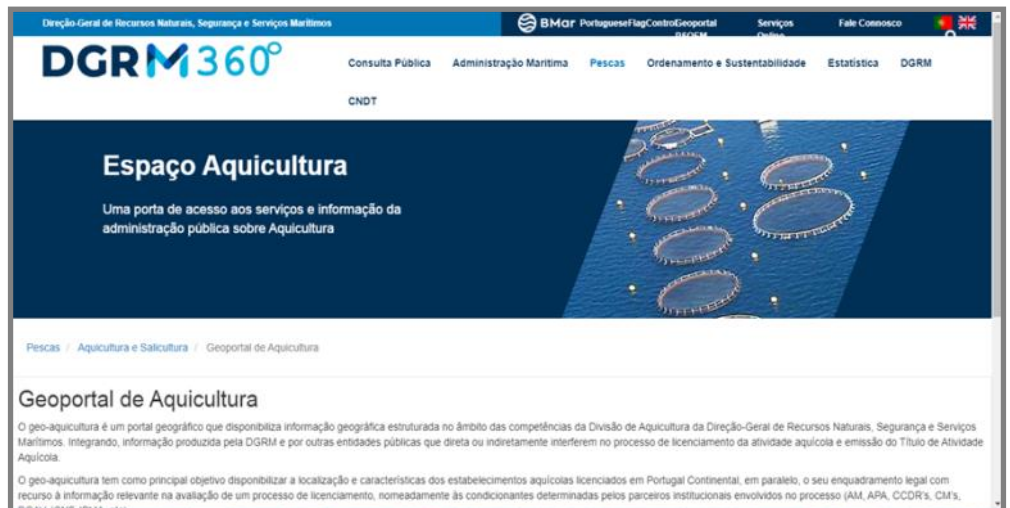 Direção-Geral de Recursos Naturais, Segurança e Serviços Marítimos
BMar PortugueseFlagControl Geoportal Serviços Fale Connosco
PSOEM Online
DGRM360º
Consulta Pública Administração Marítima Pescas Ordenamento e Sustentabilidade Estatística DGRM
CNDT
Espaço Aquicultura
Uma porta de acesso aos serviços e informação da
administração pública sobre Aquicultura
Pescas / Aquicultura e Salicultura / Geoportal de Aquicultura
Geoportal de Aquicultura
O geo-aquicultura é um portal geográfico que disponibiliza informação geográfica estruturada no âmbito das competências da Divisão de Aquicultura da Direção-Geral de Recursos Naturais, Segurança e Serviços
Marítimos. Integrando, informação produzida pela DGRM e por outras entidades públicas que direta ou indiretamente interferem no processo de licenciamento da atividade aquícola e emissão do Título de Atividade
Aquícola.
O geo-aquicultura tem como principal objetivo disponibilizar a localização e características dos estabelecimentos aquícolas licenciados em Portugal Continental, em paralelo, o seu enquadramento legal com
recurso à informação relevante na avaliação de um processo de licenciamento, nomeadamente às condicionantes determinadas pelos parceiros institucionais envolvidos no processo (AM, APA, CCDR's, CM's,